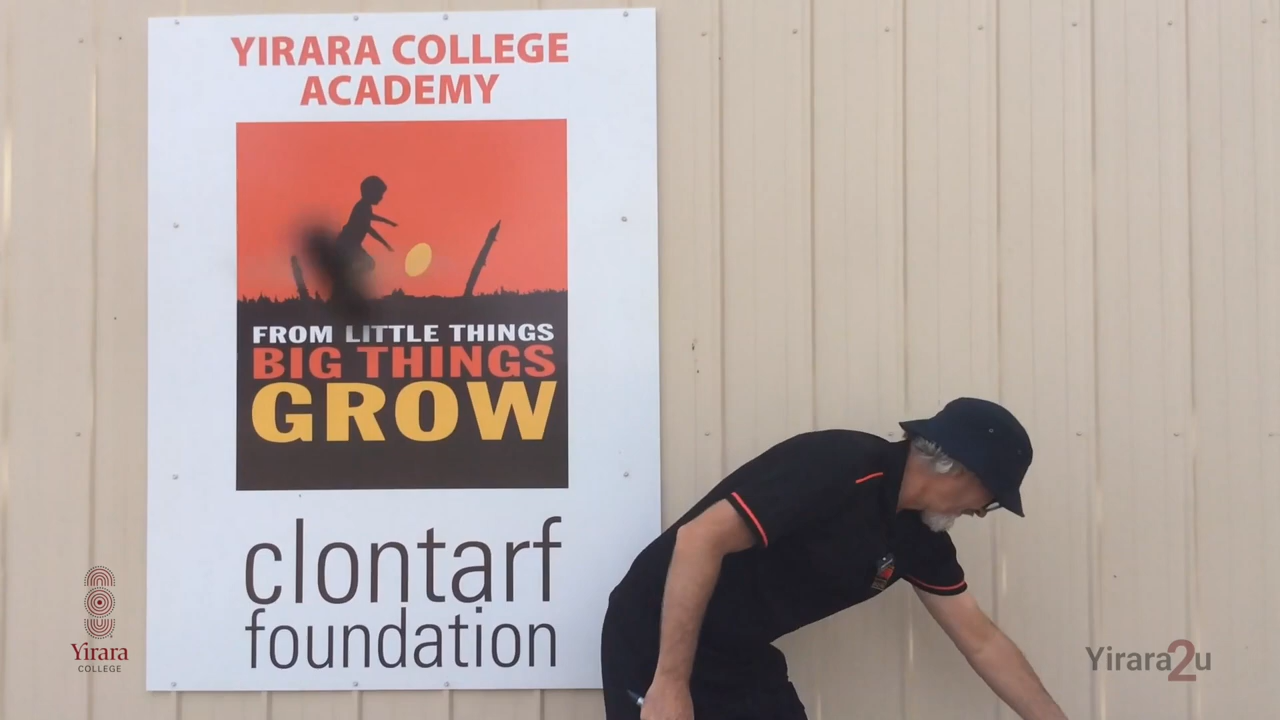 YIRARA COLLEGE
ACADEMY
FROM LITTLE THINGS
BIG THINGS
GROW
clontarf
foundation
Yirara
COLLEGE
Yirara2u